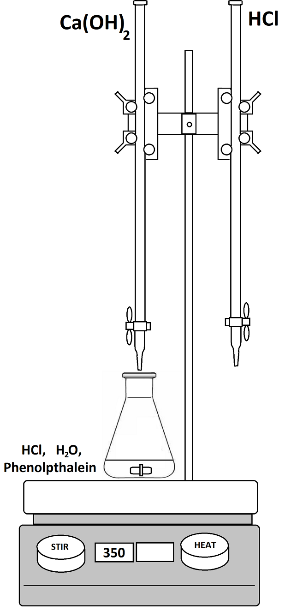 Ca(OH)₂
HCl
HCl, H₂O,
Phenolpthalein
STIR
350
HEAT